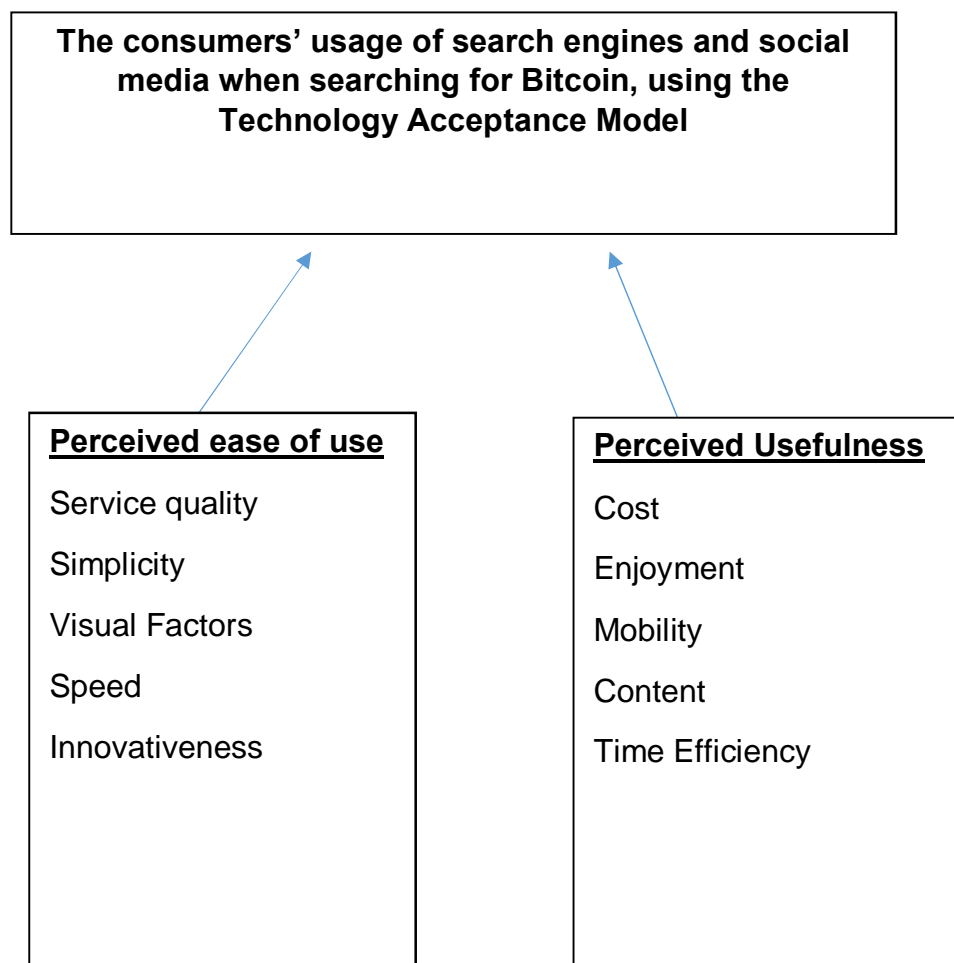 The consumers’ usage of search engines and social
media when searching for Bitcoin, using the
Technology Acceptance Model
Perceived ease of use
Service quality
Simplicity
Visual Factors
Speed
Innovativeness
Perceived Usefulness
Cost
Enjoyment
Mobility
Content
Time Efficiency